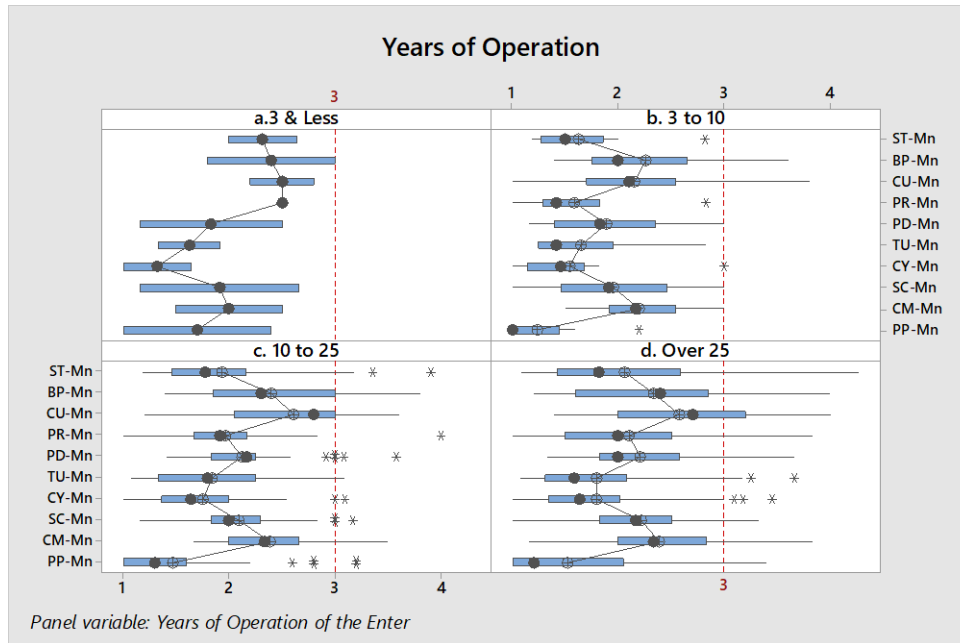 Years of Operation
3
1 2 3 4
a.3 & Less
b. 3 to 10
ST-Mn
BP-Mn
CU-Mn
PR-Mn
PD-Mn
TU-Mn
CY-Mn
SC-Mn
CM-Mn
PP-Mn
c. 10 to 25
d. Over 25
ST-Mn
BP-Mn
CU-Mn
PR-Mn
PD-Mn
TU-Mn
CY-Mn
SC-Mn
CM-Mn
PP-Mn
1 2 3 4
3
Panel variable: Years of Operation of the Enter